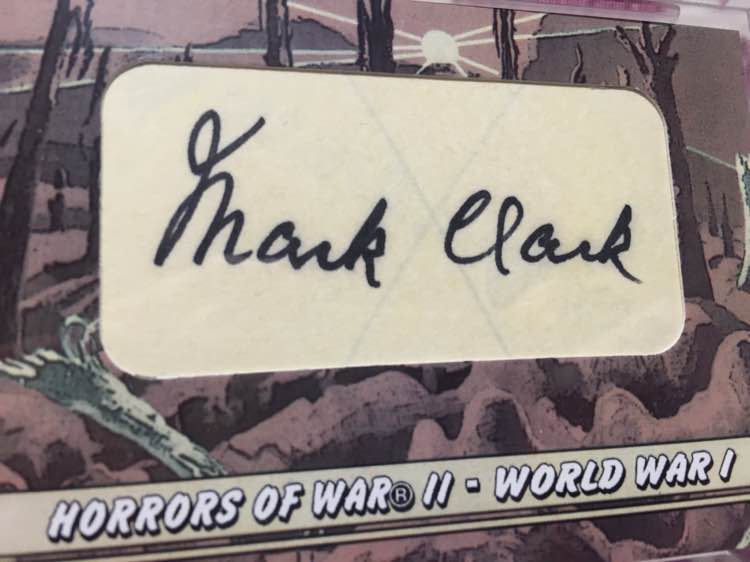 Mark Clark
HORRORS OF WAR® II - WORLD WAR I